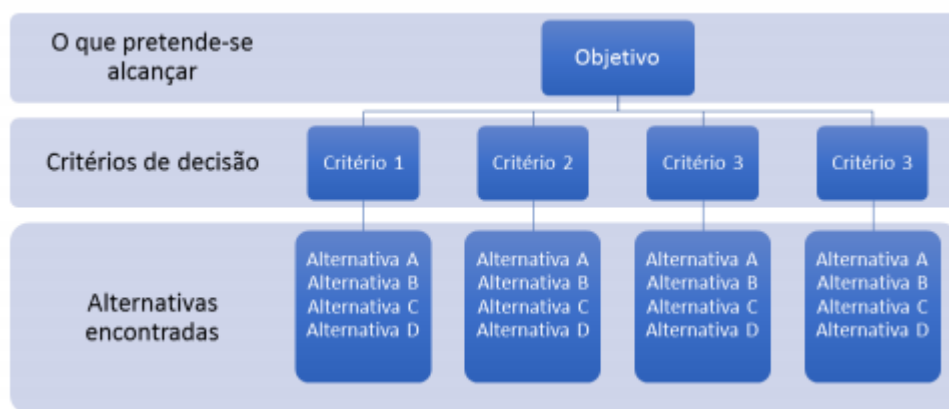 O que pretende-se
alcançar
Objetivo
Critérios de decisão
Critério 1
Critério 2
Critério 3
Critério 3
Alternativas
encontradas
Alternativa A
Alternativa B
Alternativa C
Alternativa D
Alternativa A
Alternativa B
Alternativa C
Alternativa D
Alternativa A
Alternativa B
Alternativa C
Alternativa D
Alternativa A
Alternativa B
Alternativa C
Alternativa D